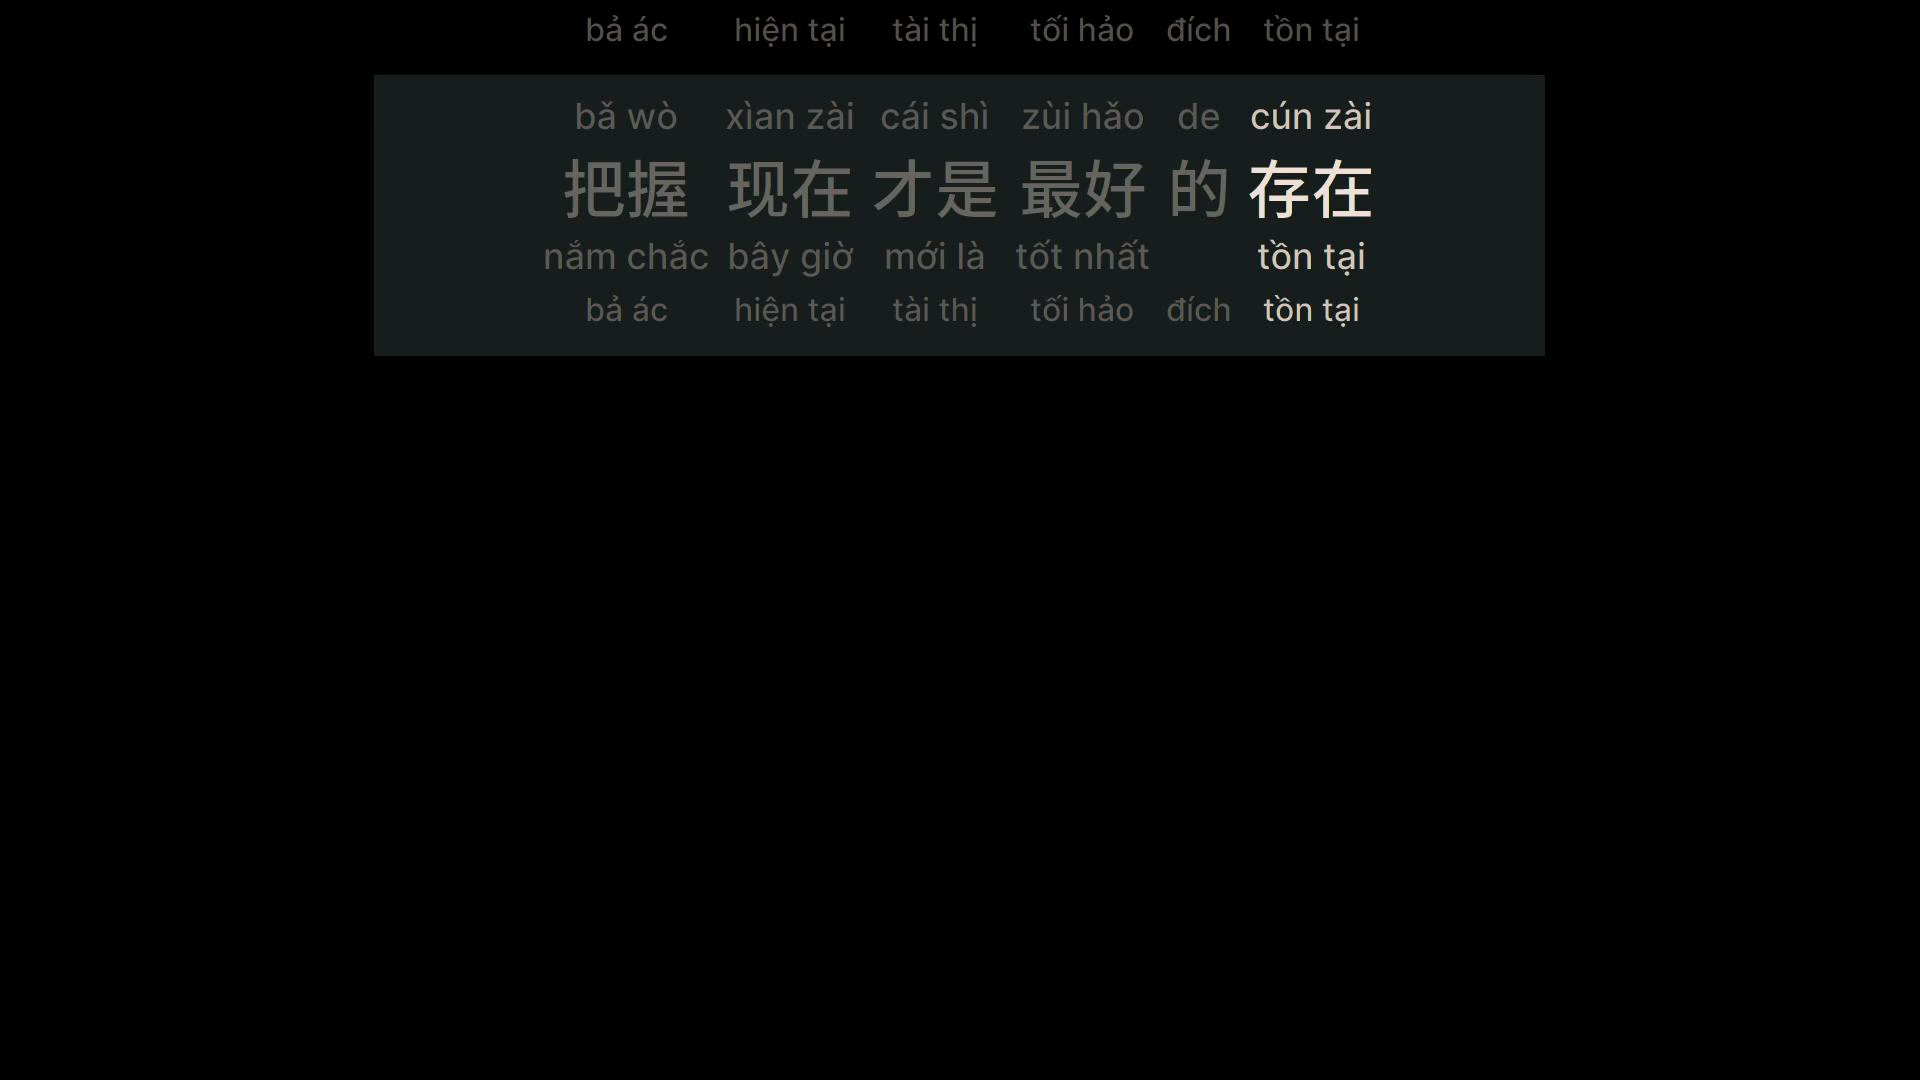 bả ác hiện tại tài thị tối hảo đích tồn tại
bǎ wò xìan zài cái shì zùi hǎo de cún zài
把握 现在 才是 最好 的 存在
nắm chắc bây giờ mới là tốt nhất tồn tại
bả ác hiện tại tài thị tối hảo đích tồn tại